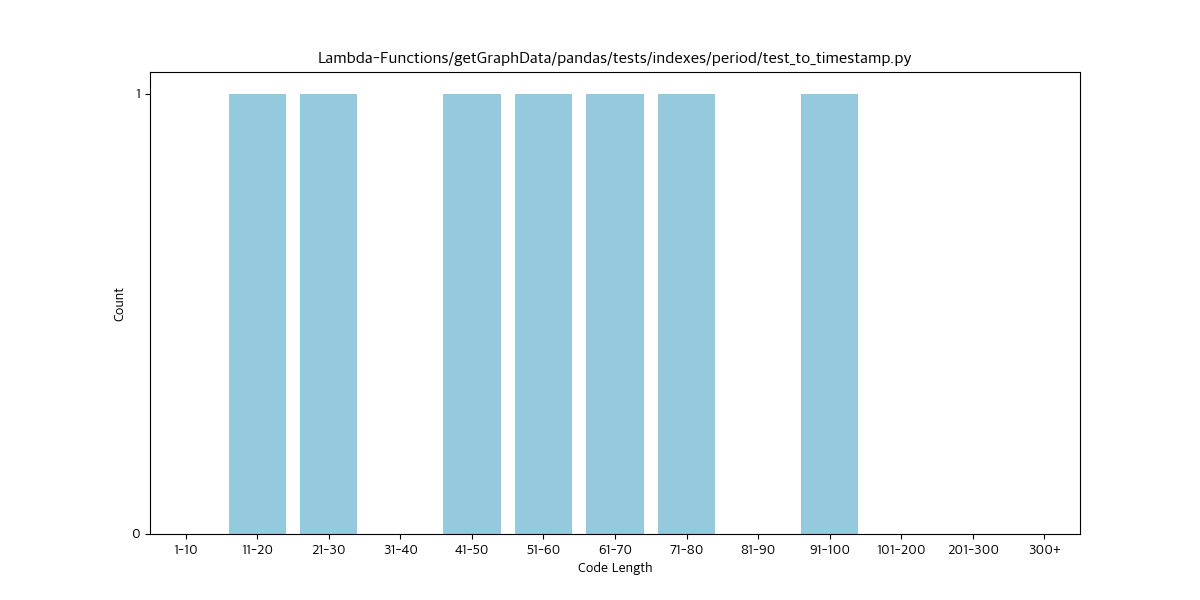 Lambda-Functions/getGraphData/pandas/tests/indexes/period/test_to_timestamp.py
1
Count
0
1-10 11-20 21-30 31-40 41-50 51-60 61-70 71-80 81-90 91-100 101-200 201-300 300+
Code Length